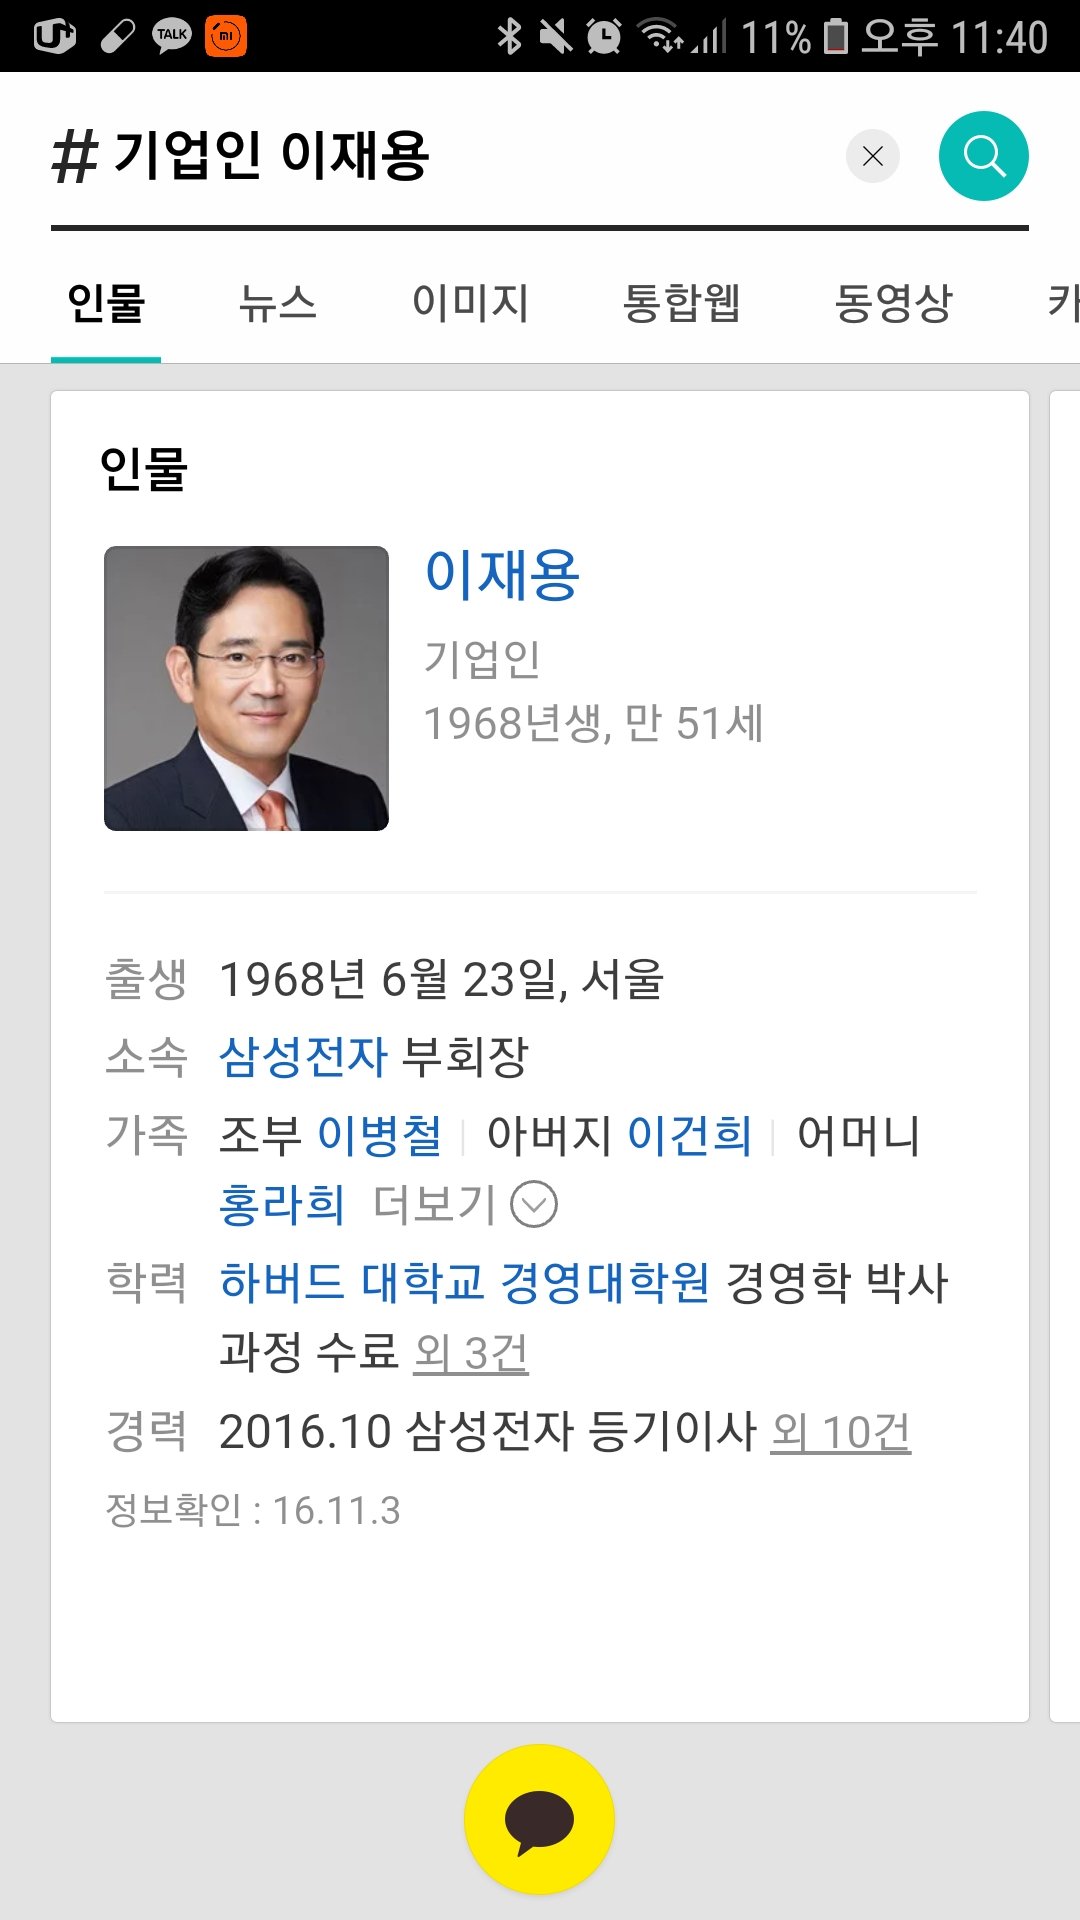 U+ TALK MI 11% 오후 11:40
#기업인 이재용
인물 뉴스 이미지 통합웹 동영상 카
인물
이재용
기업인
1968년생, 만 51세
출생 1968년 6월 23일, 서울
소속 삼성전자 부회장
가족 조부 이병철 | 아버지 이건희 | 어머니
홍라희 더보기
학력 하버드 대학교 경영대학원 경영학 박사
과정 수료 외 3건
경력 2016.10 삼성전자 등기이사 외 10건
정보확인 : 16.11.3